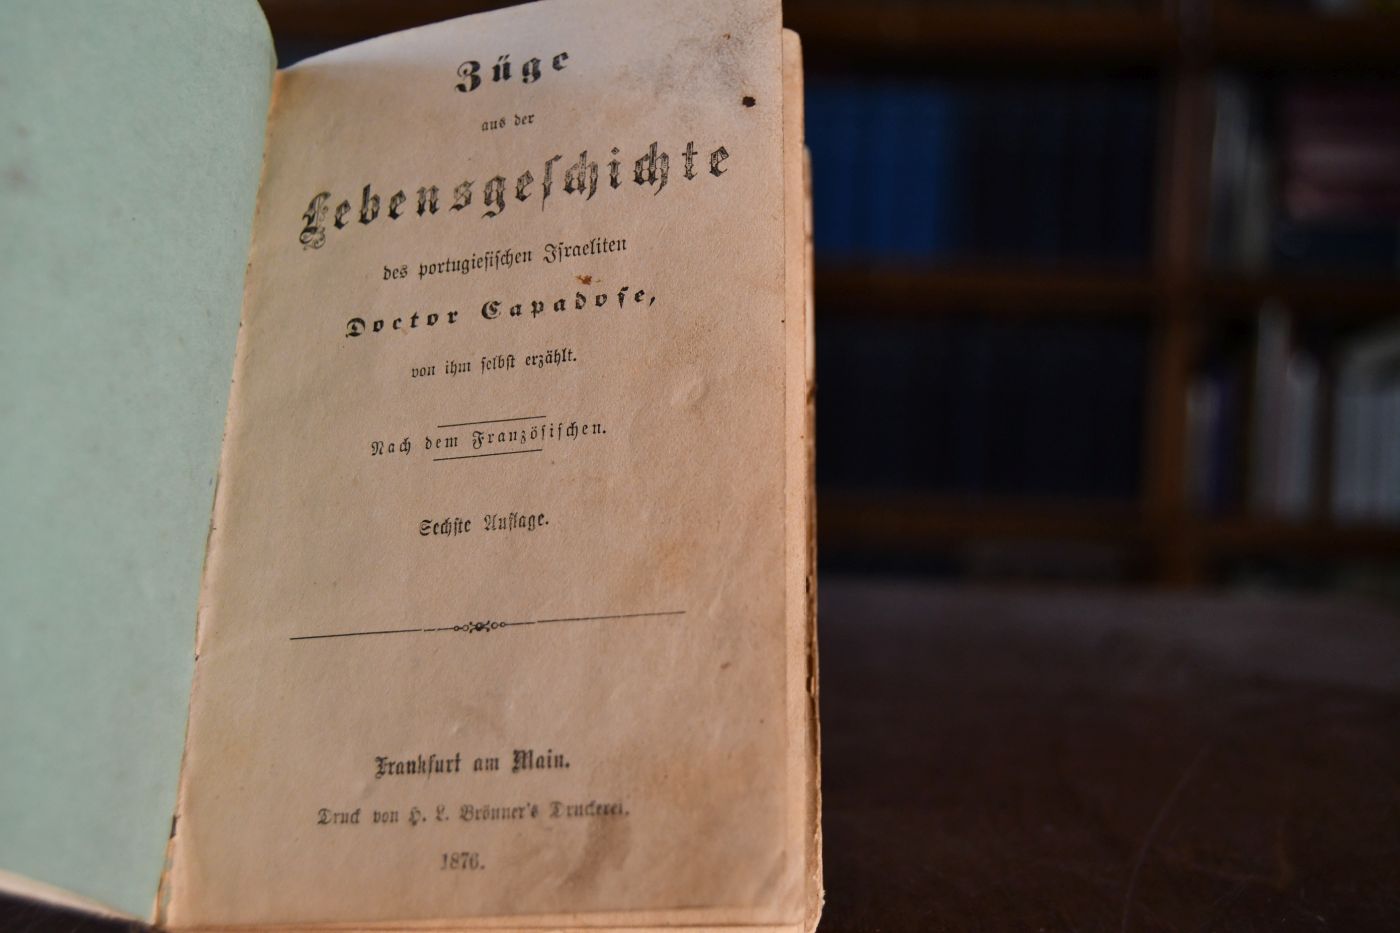 Züge
aus der
Lebensgeschichte
des portugiesischen Israeliten
Doctor Capadose,
von ihm selbst erzählt.
Nach dem Französischen.
Sechste Auflage.
Frankfurt am Main.
Druck von H. L. Brönner's Druckerei.
1876.